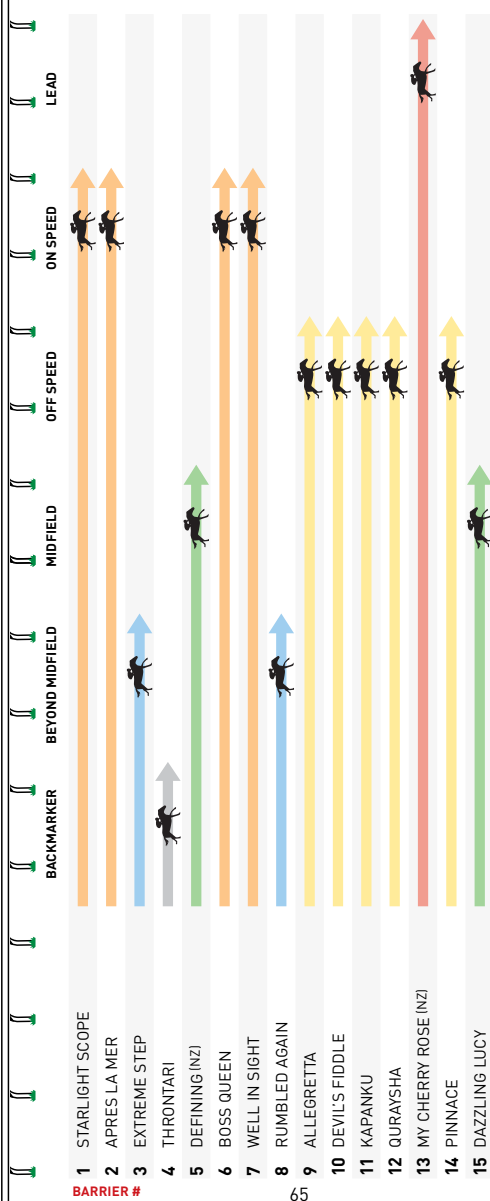 BACKMARKER
BEYOND MIDFIELD
MIDFIELD
OFF SPEED
ON SPEED
LEAD
1 STARLIGHT SCOPE
2 APRES LA MER
3 EXTREME STEP
4 THRONTARI
5 DEFINING (NZ)
6 BOSS QUEEN
7 WELL IN SIGHT
8 RUMBLED AGAIN
9 ALLEGRETTA
10 DEVIL'S FIDDLE
11 KAPANKU
12 QURAYSHA
13 MY CHERRY ROSE (NZ)
14 PINNACE
15 DAZZLING LUCY
BARRIER #
65